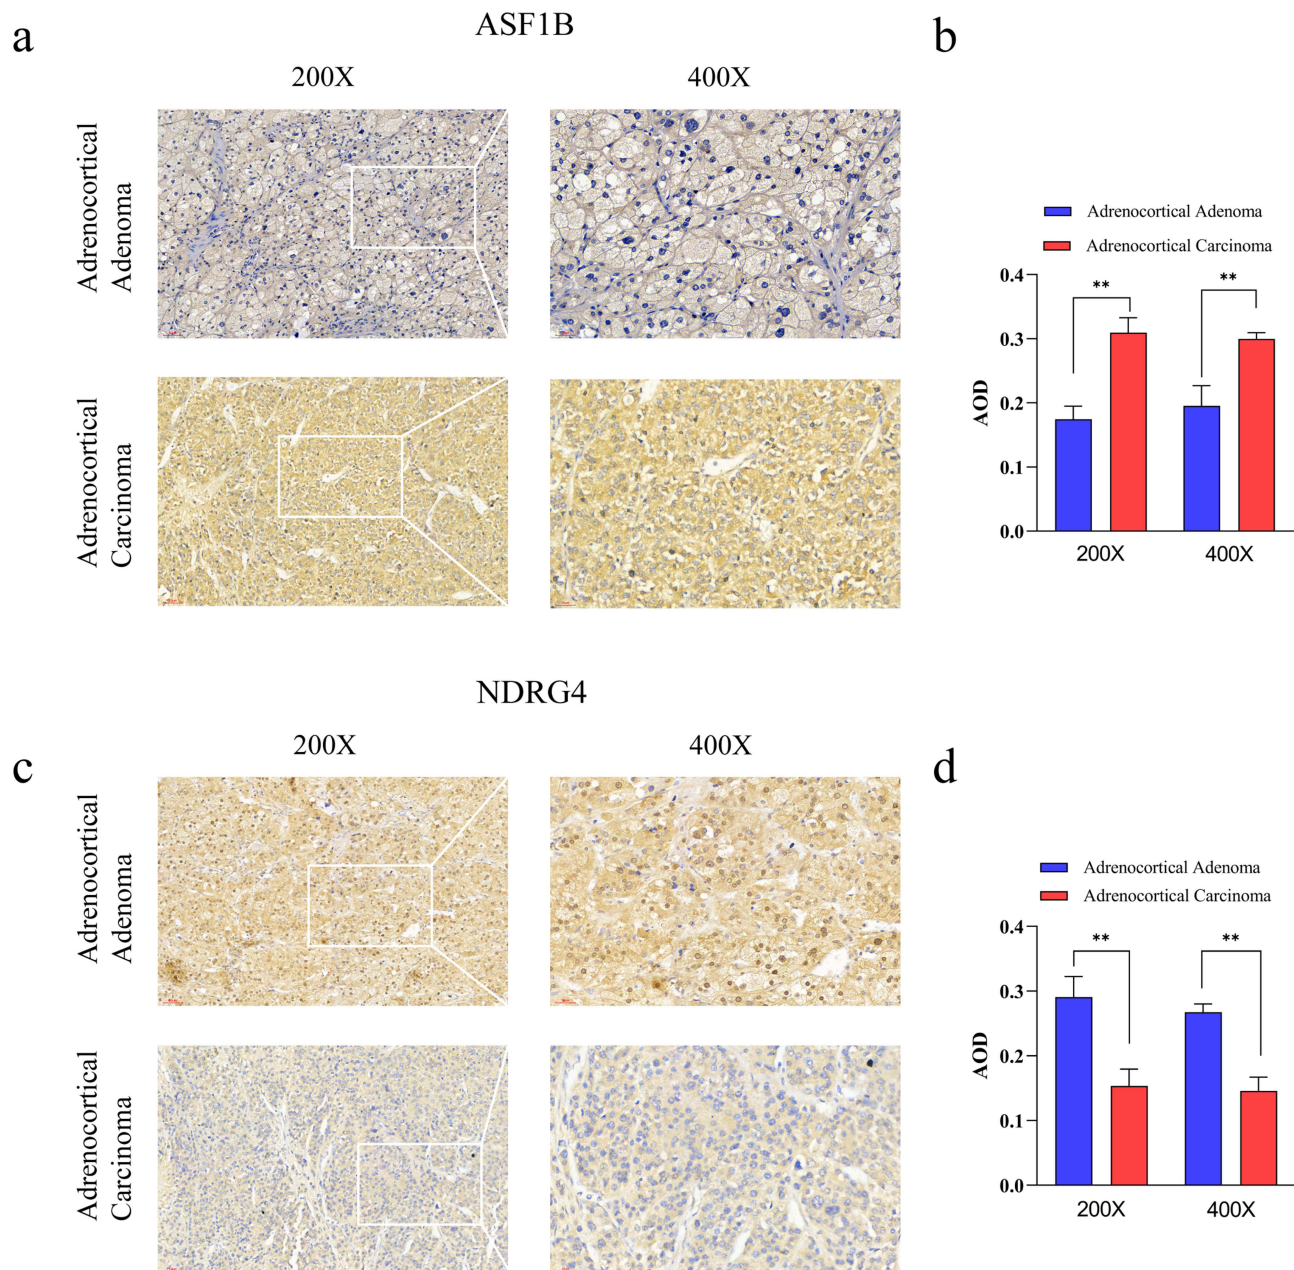 a
ASF1B
200X
400X
Adrenocortical
Adenoma
Adrenocortical
Carcinoma
b
Adrenocortical Adenoma
Adrenocortical Carcinoma
AOD
0.4
0.3
0.2
0.1
0.0
**
**
200X
400X
NDRG4
c
200X
400X
Adrenocortical
Adenoma
Adrenocortical
Carcinoma
d
Adrenocortical Adenoma
Adrenocortical Carcinoma
AOD
0.4
0.3
0.2
0.1
0.0
**
**
200X
400X